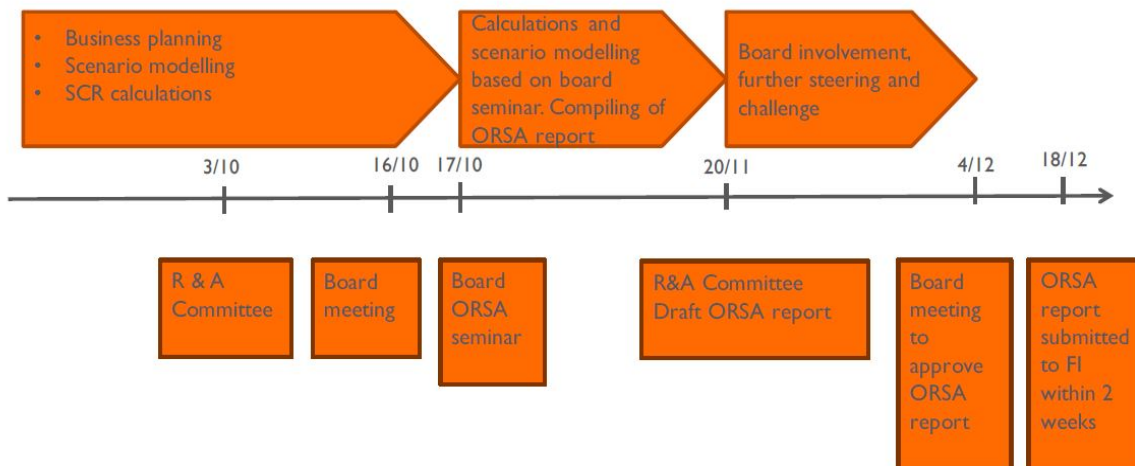 • Business planning
• Scenario modelling
• SCR calculations
Calculations and
scenario modelling
based on board
seminar. Compiling of
ORSA report
Board involvement,
further steering and
challenge
3/10
16/10
17/10
20/11
4/12
18/12
R & A
Committee
Board
meeting
Board
ORSA
seminar
R&A Committee
Draft ORSA report
Board
meeting
to
approve
ORSA
report
ORSA
report
submitted
to FI
within 2
weeks